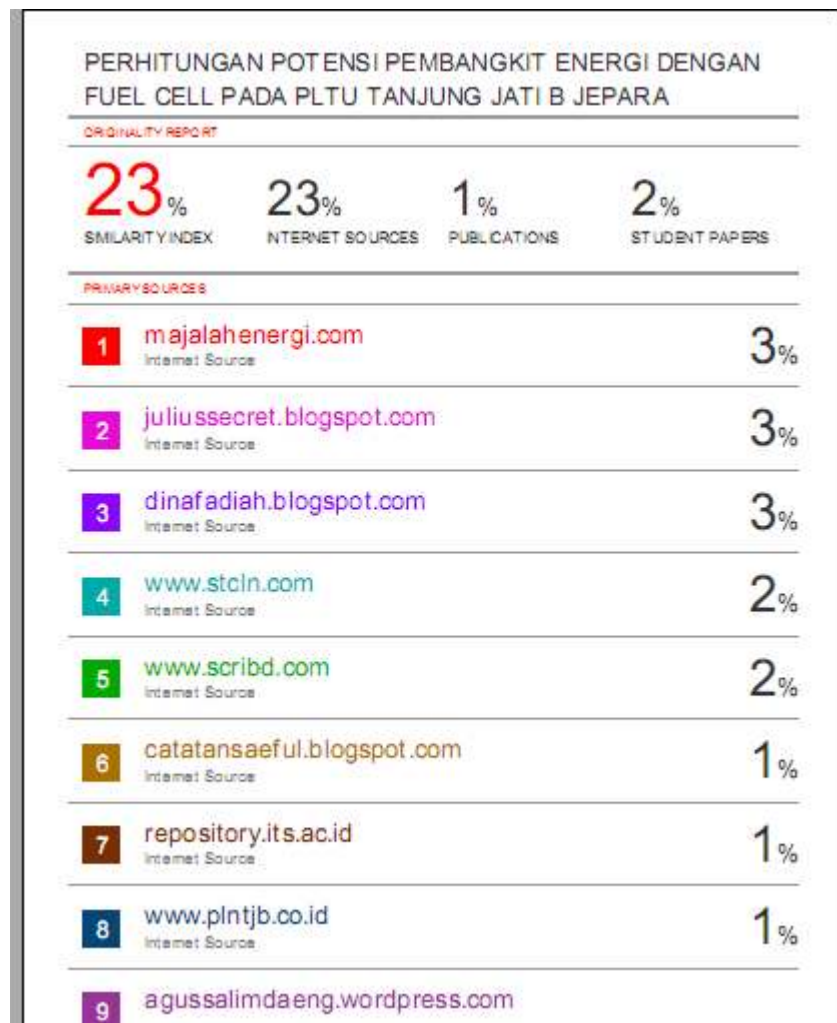 PERHITUNGAN POTENSI PEMBANGKIT ENERGI DENGAN
FUEL CELL PADA PLTU TANJUNG JATI B JEPARA
ORIGINALITY REPORT
23% 23% 1% 2%
SIMILARITY INDEX INTERNET SOURCES PUBLICATIONS STUDENT PAPERS
PRIMARY SOURCES
1 majalahenergi.com 3%
Internet Source
2 juliussecret.blogspot.com 3%
Internet Source
3 dinafadiah.blogspot.com 3%
Internet Source
4 www.stcln.com 2%
Internet Source
5 www.scribd.com 2%
Internet Source
6 catatansaeful.blogspot.com 1%
Internet Source
7 repository.its.ac.id 1%
Internet Source
8 www.plntjb.co.id 1%
Internet Source
9 agussalimdaeng.wordpress.com